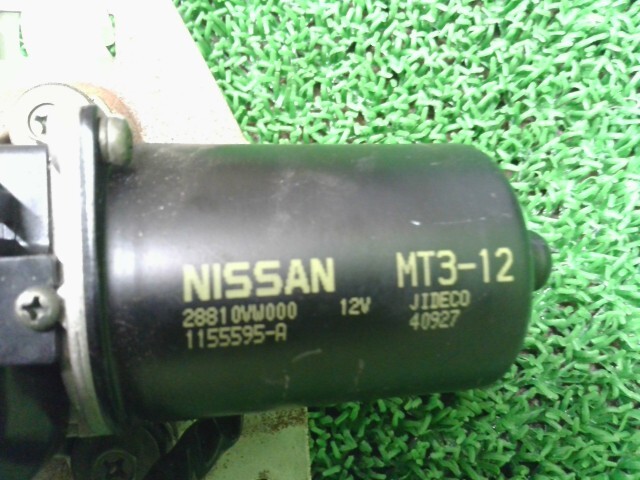 NISSAN MT3-12
28810VW000 12V JIDECO
1155595-A 40927